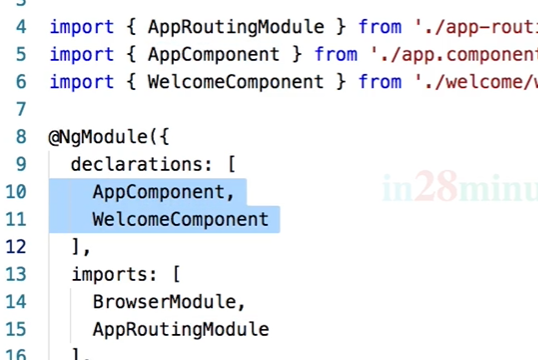 3
4 import { AppRoutingModule } from './app-routi
5 import { AppComponent } from './app.component
6 import { WelcomeComponent } from './welcome/
7
8 @NgModule({
9 declarations: [
10 AppComponent,
in28minu
11 WelcomeComponent
12 ],
13 imports: [
14 BrowserModule,
15 AppRoutingModule
16 ],